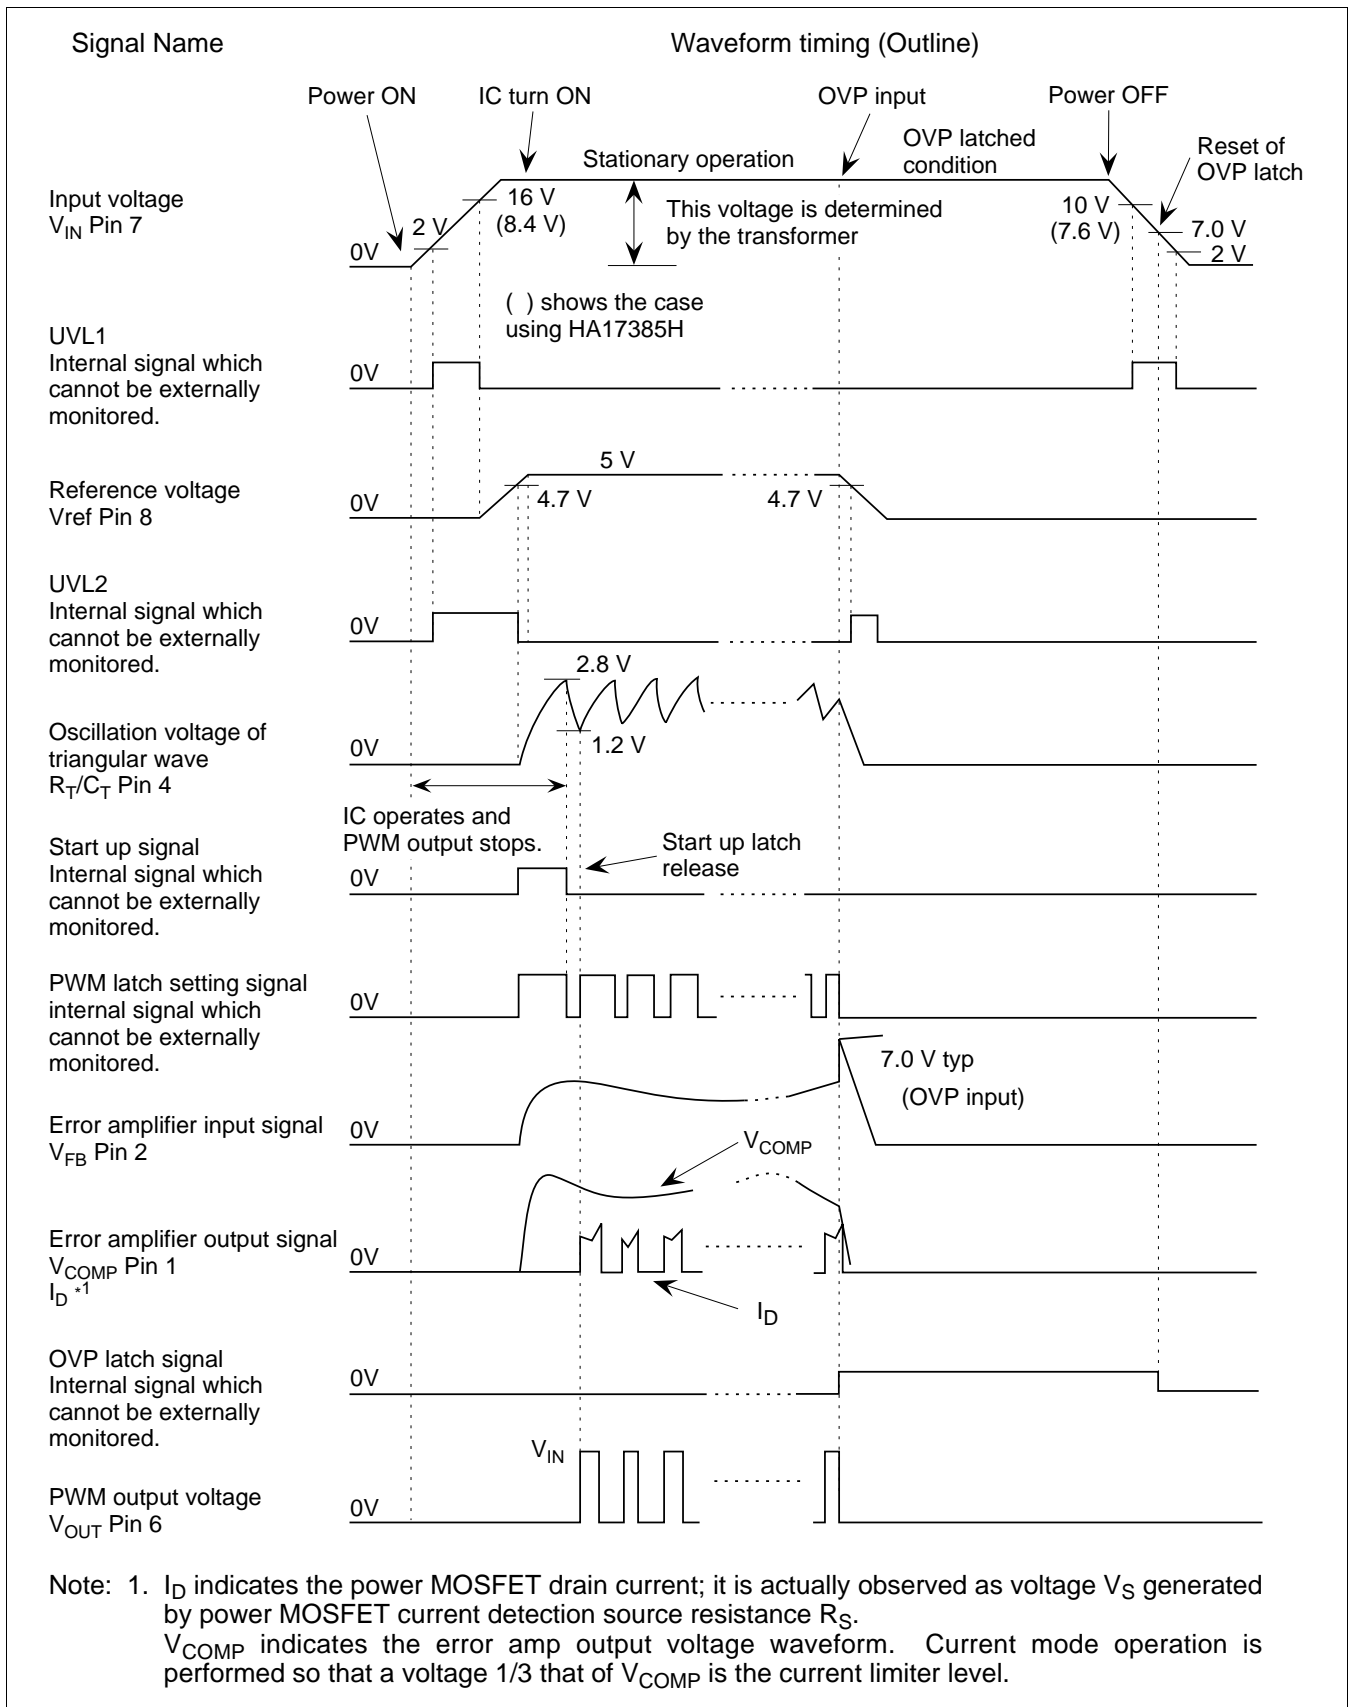 Signal Name
Waveform timing (Outline)
Power ON
IC turn ON
OVP input
Power OFF
Stationary operation
OVP latched
condition
Reset of
OVP latch
Input voltage
VIN Pin 7
0V
2 V
16 V
(8.4 V)
This voltage is determined
by the transformer
10 V
(7.6 V)
7.0 V
2 V
( ) shows the case
using HA17385H
UVL1
Internal signal which
cannot be externally
monitored.
0V
Reference voltage
Vref Pin 8
0V
5 V
4.7 V
4.7 V
UVL2
Internal signal which
cannot be externally
monitored.
0V
Oscillation voltage of
triangular wave
RT/CT Pin 4
0V
2.8 V
1.2 V
IC operates and
PWM output stops.
Start up signal
Internal signal which
cannot be externally
monitored.
0V
Start up latch
release
PWM latch setting signal
internal signal which
cannot be externally
monitored.
0V
Error amplifier input signal
VFB Pin 2
0V
7.0 V typ
(OVP input)
Error amplifier output signal
VCOMP Pin 1
ID *1
0V
VCOMP
ID
OVP latch signal
Internal signal which
cannot be externally
monitored.
0V
PWM output voltage
VOUT Pin 6
0V
VIN
Note: 1. ID indicates the power MOSFET drain current; it is actually observed as voltage VS generated
by power MOSFET current detection source resistance RS.
VCOMP indicates the error amp output voltage waveform. Current mode operation is
performed so that a voltage 1/3 that of VCOMP is the current limiter level.